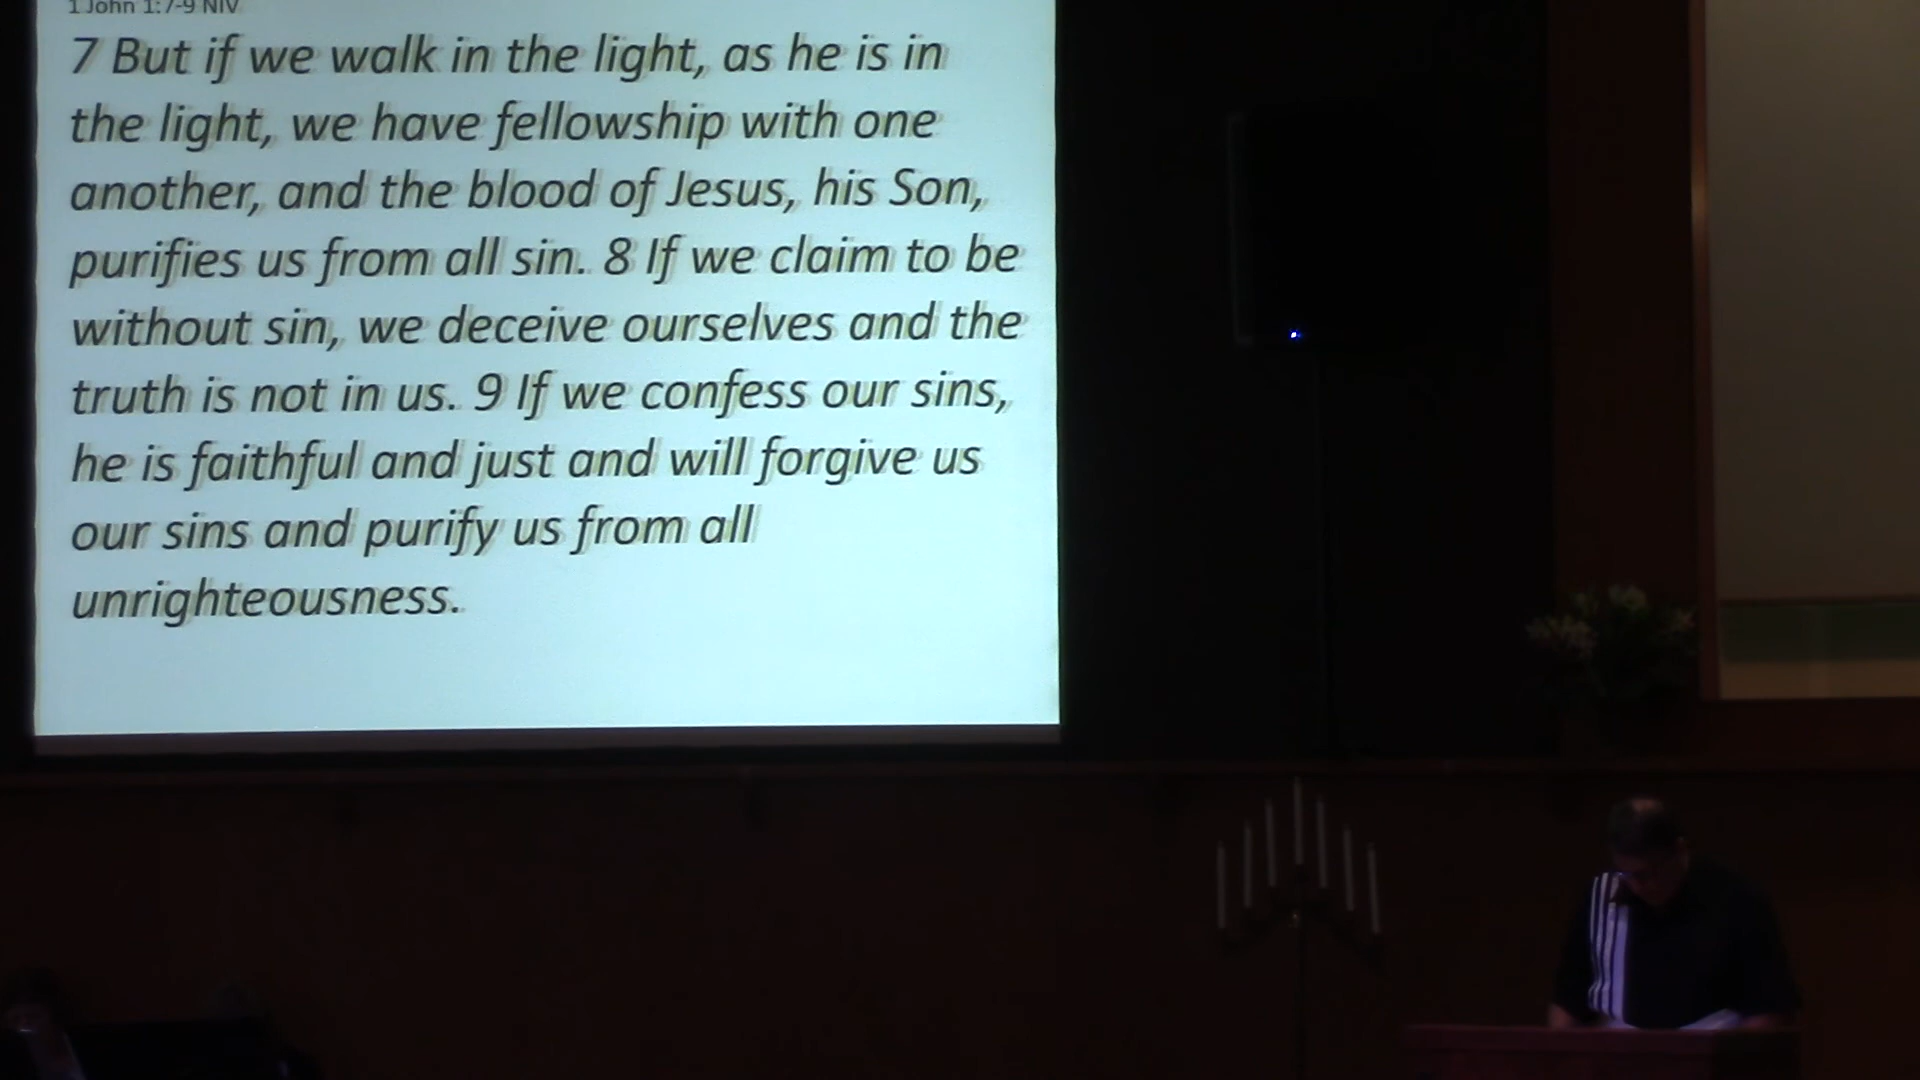 1 John 1:7-9 NIV
7 But if we walk in the light, as he is in
the light, we have fellowship with one
another, and the blood of Jesus, his Son,
purifies us from all sin. 8 If we claim to be
without sin, we deceive ourselves and the
truth is not in us. 9 If we confess our sins,
he is faithful and just and will forgive us
our sins and purify us from all
unrighteousness.